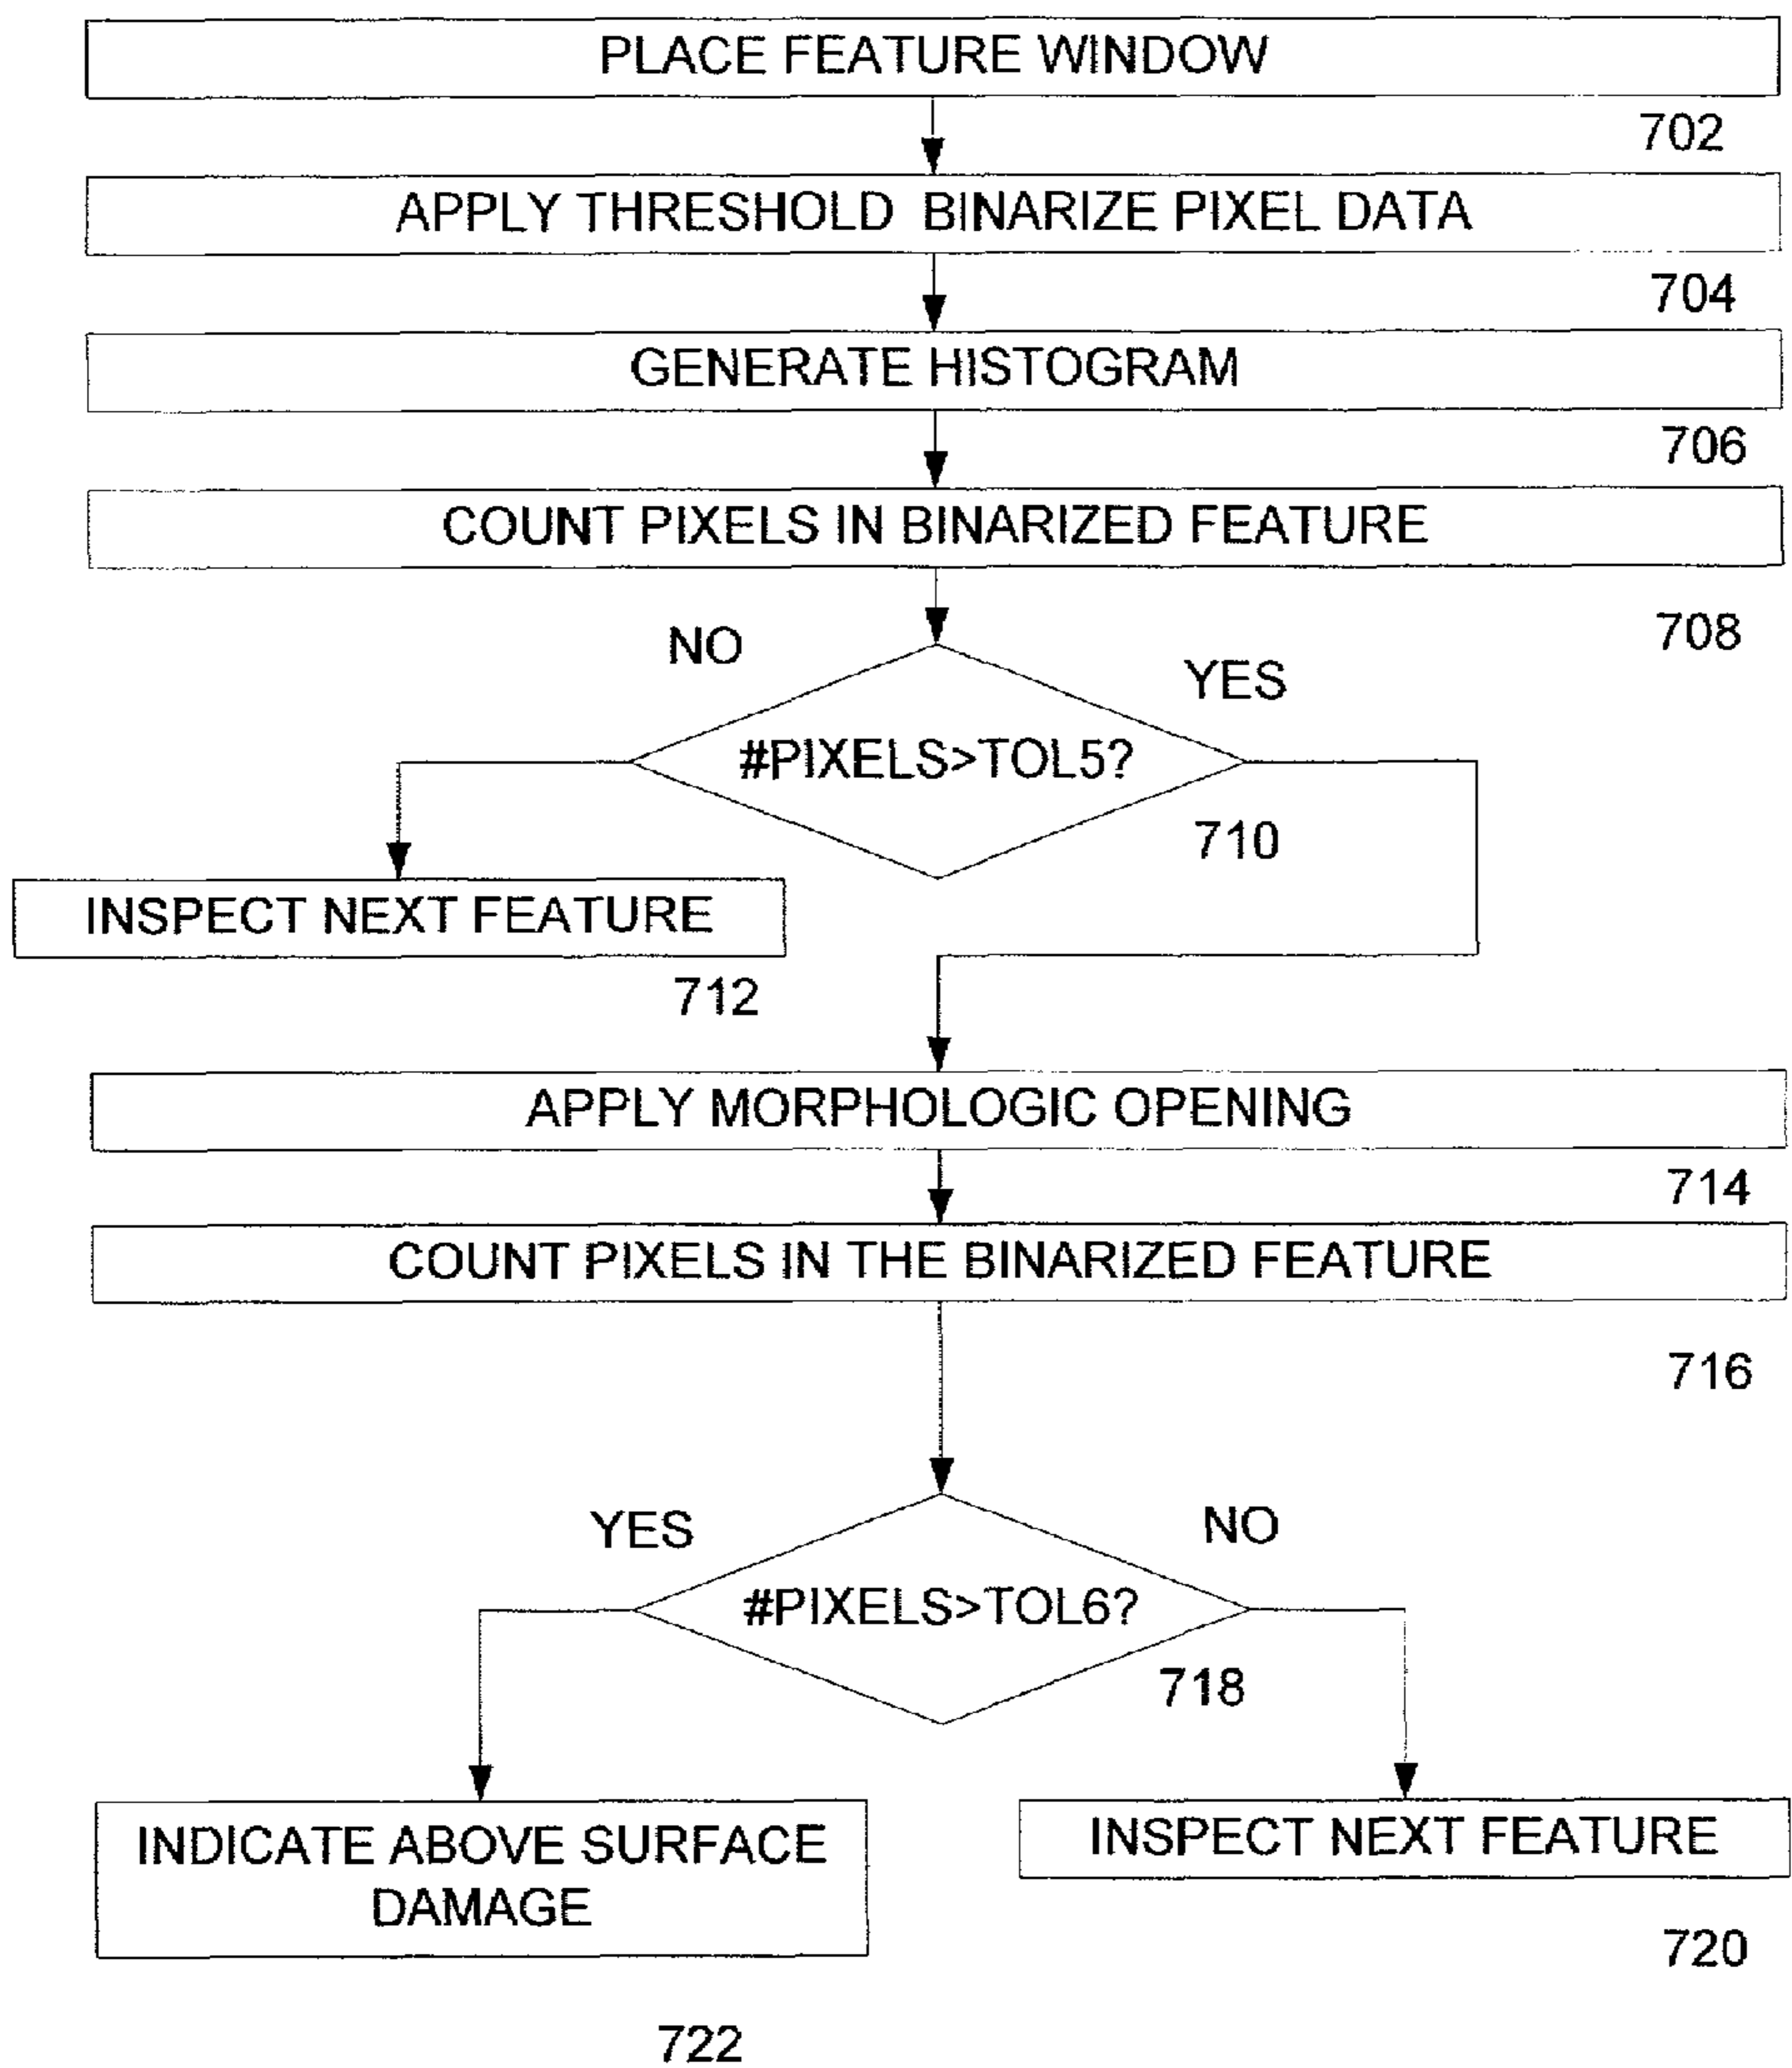 PLACE FEATURE WINDOW
702
APPLY THRESHOLD BINARIZE PIXEL DATA
704
GENERATE HISTOGRAM
706
COUNT PIXELS IN BINARIZED FEATURE
708
NO
YES
#PIXELS>TOL5?
710
INSPECT NEXT FEATURE
712
APPLY MORPHOLOGIC OPENING
714
COUNT PIXELS IN THE BINARIZED FEATURE
716
YES
NO
#PIXELS>TOL6?
718
INDICATE ABOVE SURFACE
DAMAGE
722
INSPECT NEXT FEATURE
720